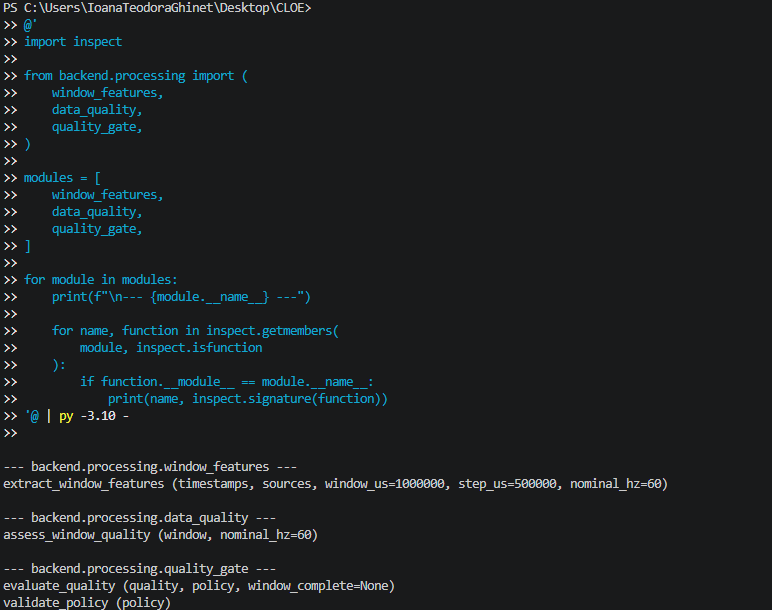 PS C:\Users\IoanaTeodoraGhinet\Desktop\CLOE>
>> @'
>> import inspect
>>
>> from backend.processing import (
>>     window_features,
>>     data_quality,
>>     quality_gate,
>> )
>>
>> modules = [
>>     window_features,
>>     data_quality,
>>     quality_gate,
>> ]
>>
>> for module in modules:
>>     print(f"\n--- {module.__name__} ---")
>>
>>     for name, function in inspect.getmembers(
>>         module, inspect.isfunction
>>     ):
>>         if function.__module__ == module.__name__:
>>             print(name, inspect.signature(function))
>> '@ | py -3.10 -
>>

--- backend.processing.window_features ---
extract_window_features (timestamps, sources, window_us=1000000, step_us=500000, nominal_hz=60)

--- backend.processing.data_quality ---
assess_window_quality (window, nominal_hz=60)

--- backend.processing.quality_gate ---
evaluate_quality (quality, policy, window_complete=None)
validate_policy (policy)